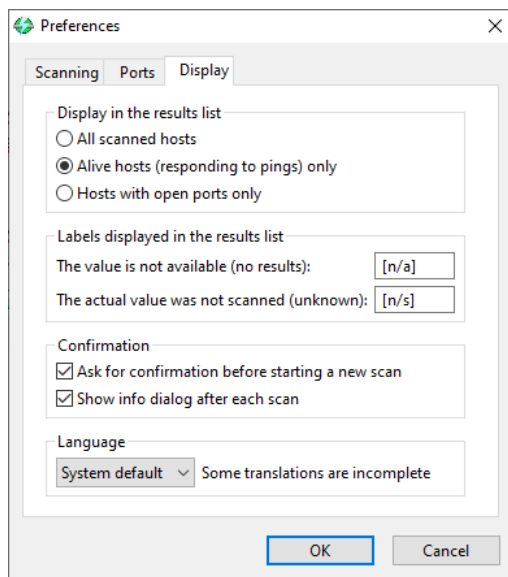 Preferences
Scanning Ports Display
Display in the results list
All scanned hosts
Alive hosts (responding to pings) only
Hosts with open ports only
Labels displayed in the results list
The value is not available (no results): [n/a]
The actual value was not scanned (unknown): [n/s]
Confirmation
Ask for confirmation before starting a new scan
Show info dialog after each scan
Language
System default Some translations are incomplete
OK Cancel